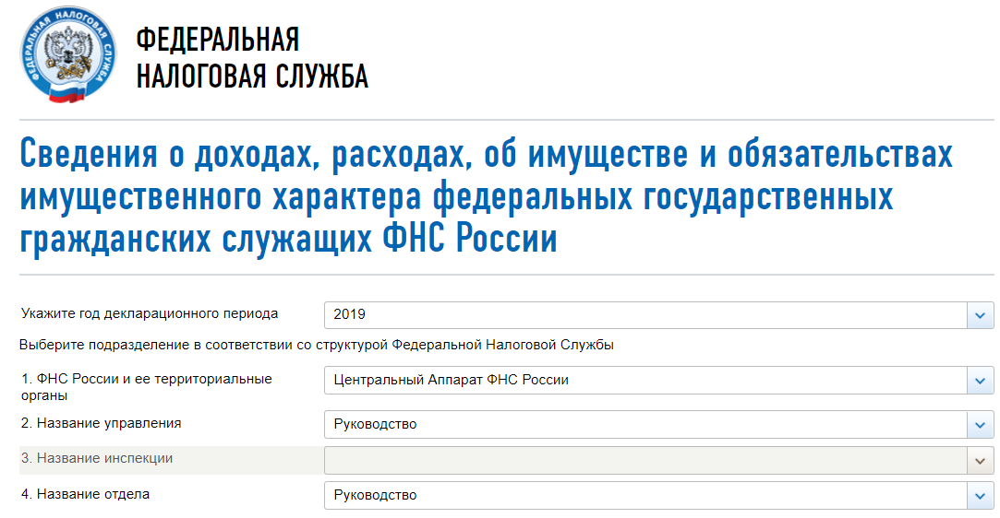 ФЕДЕРАЛЬНАЯ НАЛОГОВАЯ СЛУЖБА
ФЕДЕРАЛЬНАЯ
НАЛОГОВАЯ СЛУЖБА
Сведения о доходах, расходах, об имуществе и обязательствах
имущественного характера федеральных государственных
гражданских служащих ФНС России
Укажите год декларационного периода
2019
Выберите подразделение в соответствии со структурой Федеральной Налоговой Службы
1. ФНС России и ее территориальные
органы
Центральный Аппарат ФНС России
2. Название управления
Руководство
3. Название инспекции
4. Название отдела
Руководство